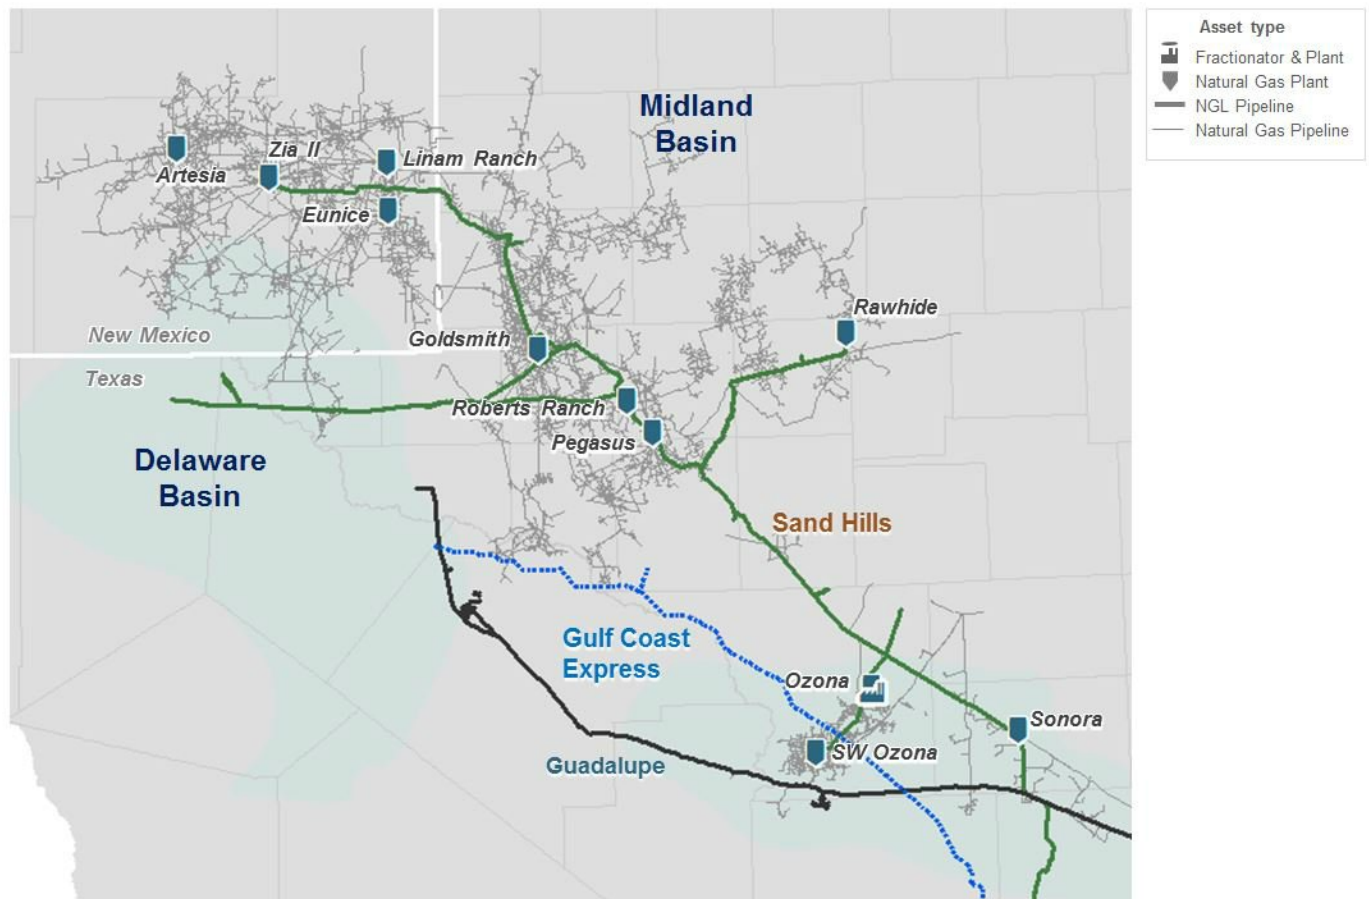 Asset type
Fractionator & Plant
Natural Gas Plant
NGL Pipeline
Natural Gas Pipeline
Midland
Basin
Zia II
Linam Ranch
Artesia
Eunice
Rawhide
New Mexico
Goldsmith
Texas
Roberts Ranch
Pegasus
Delaware
Basin
Sand Hills
Gulf Coast
Express
Ozona
Sonora
SW Ozona
Guadalupe